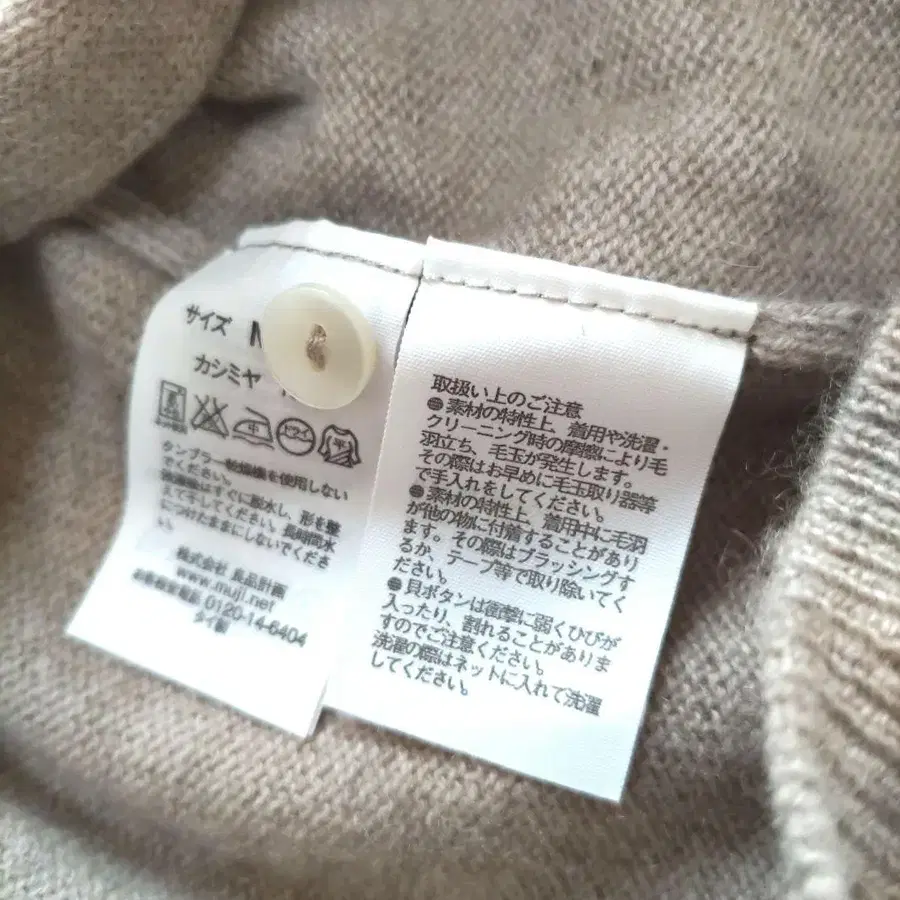 サイズ
カシミヤ
中
ドライ
平
タンブラー乾燥機を使用しない
でください。
洗濯後はすぐに脱水し、形を整
えて干してください。長時間水
につけたままにしないでくださ
い。
株式会社 良品計画
www.muji.net
お客様室電話 0120-14-6404
タイ製
取扱い上のご注意
●素材の特性上、着用や洗濯・
クリーニング時の摩擦により毛
羽立ち、毛玉が発生します。
その際はお早めに毛玉取り器等
で手入れをしてください。
●素材の特性上、着用中に毛羽
が他の物に付着することがあり
ます。その際はブラッシングす
るか、テープ等で取り除いてく
ださい。
●貝ボタンは衝撃に弱くひびが
入ったり、割れることがありま
すのでご注意ください。
洗濯の際はネットに入れて洗濯
してください。